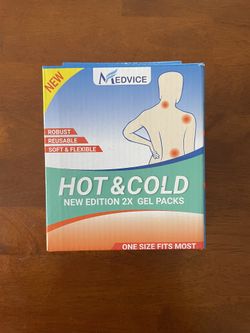 NEW
MEDVICE
ROBUST
REUSABLE
SOFT & FLEXIBLE
HOT & COLD
NEW EDITION 2X GEL PACKS
ONE SIZE FITS MOST